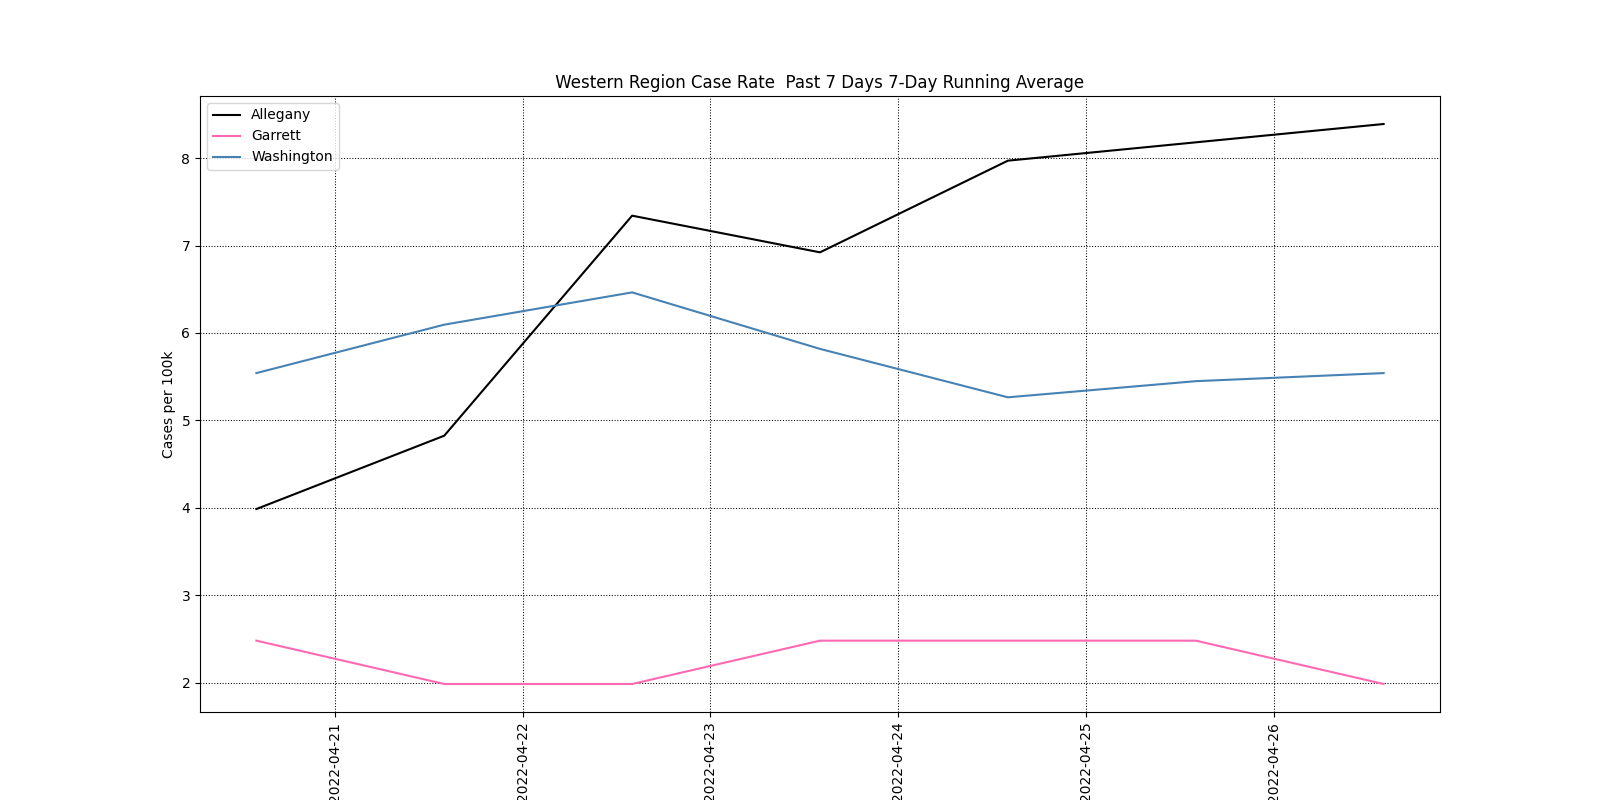 Western Region Case Rate  Past 7 Days 7-Day Running Average
Allegany
Garrett
Washington
Cases per 100k
8
7
6
5
4
3
2
2022-04-21
2022-04-22
2022-04-23
2022-04-24
2022-04-25
2022-04-26